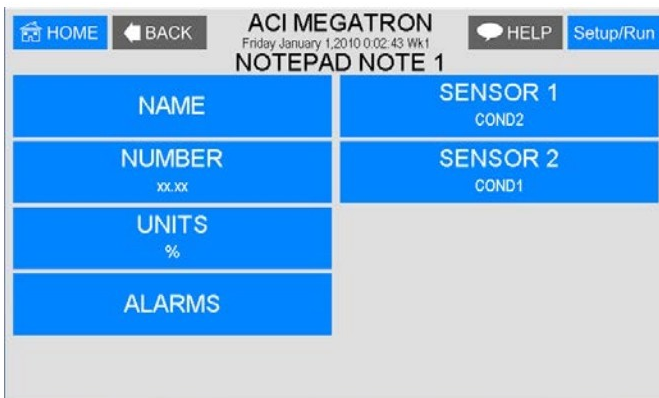 HOME
BACK
ACI MEGATRON
Friday January 1,2010 0:02:43 Wk1
NOTEPAD NOTE 1
HELP
Setup/Run
NAME
SENSOR 1
COND2
NUMBER
xx.xx
SENSOR 2
COND1
UNITS
%
ALARMS